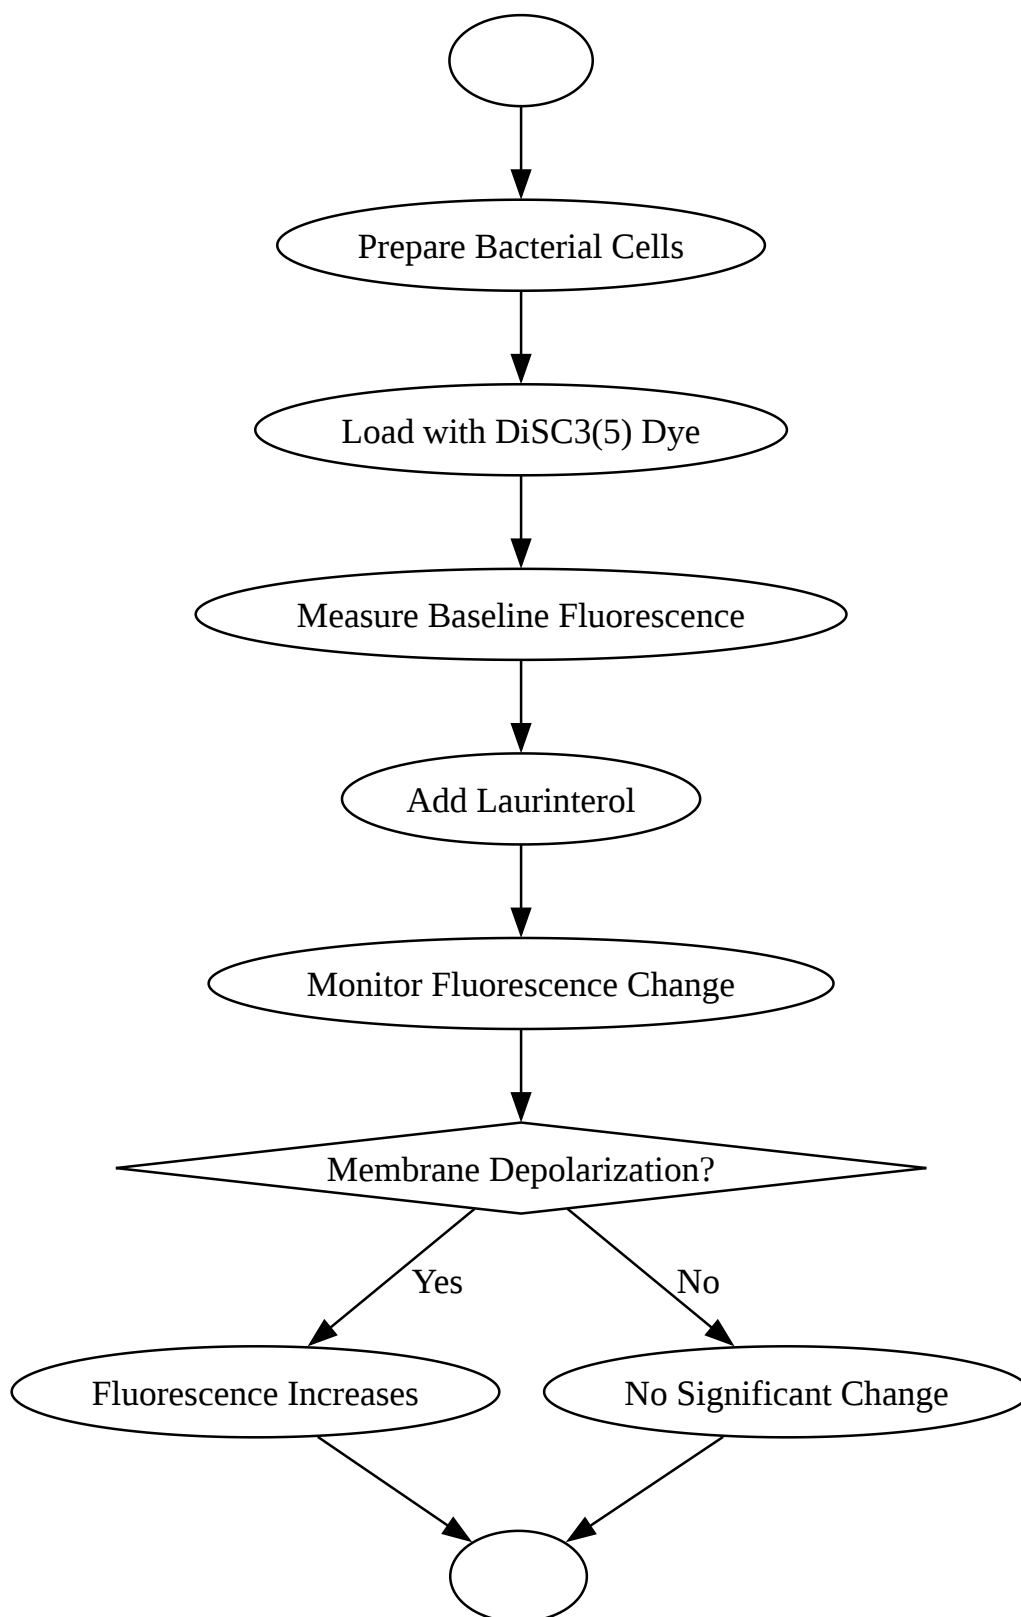 Prepare Bacterial Cells
Load with DiSC3(5) Dye
Measure Baseline Fluorescence
Add Laurinterol
Monitor Fluorescence Change
Membrane Depolarization?
Yes
No
Fluorescence Increases
No Significant Change